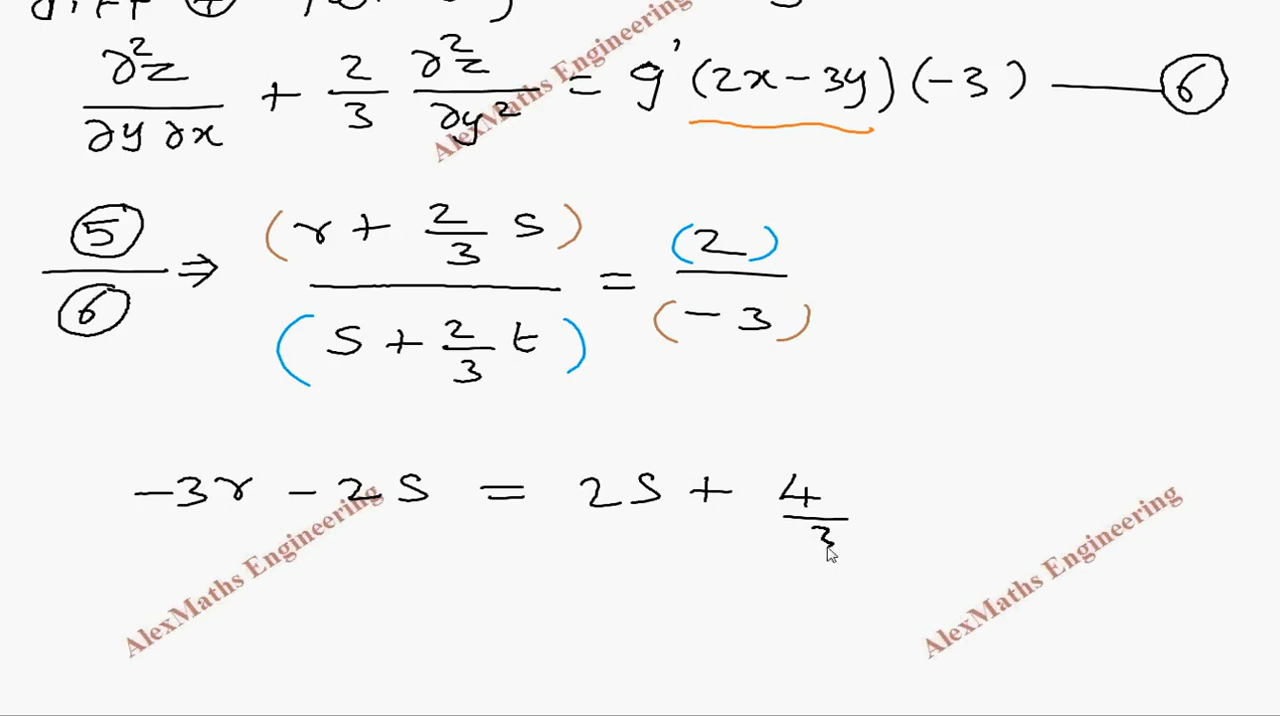 ∂²z/∂y ∂x + 2/3 ∂²z/∂y² = g' (2x - 3y)(-3) —— ⑥
⑤/⑥ ⇒ (r + 2/3 s)/(s + 2/3 t) = (2)/(-3)
-3r - 2s = 2s + 4/3
AlexMaths Engineering
AlexMaths Engineering
AlexMaths Engineering